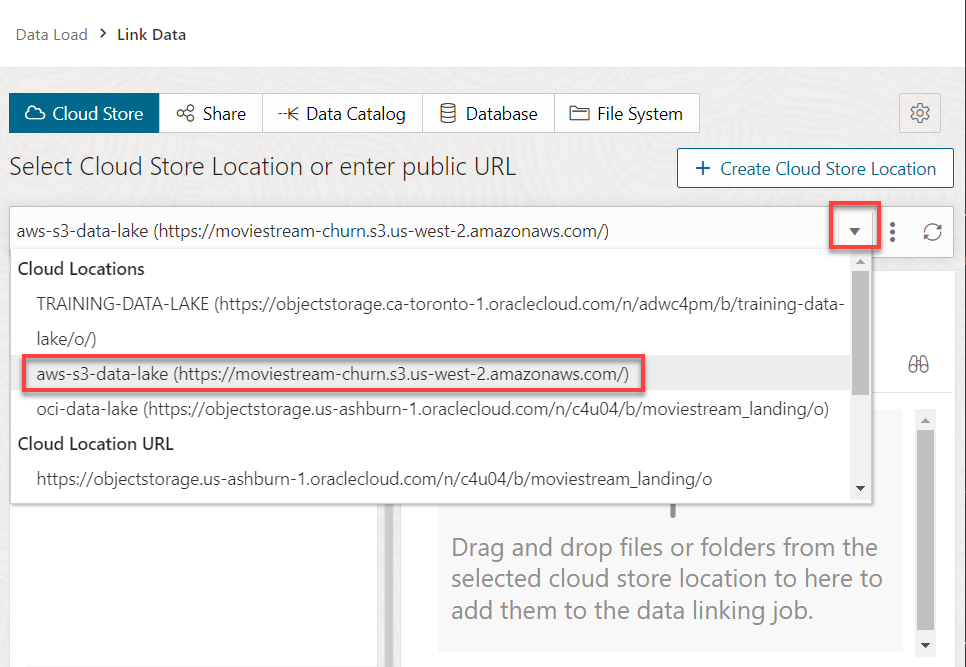 Data Load > Link Data
Cloud Store Share Data Catalog Database File System
Select Cloud Store Location or enter public URL
+ Create Cloud Store Location
aws-s3-data-lake (https://moviestream-churn.s3.us-west-2.amazonaws.com/)
Cloud Locations
TRAINING-DATA-LAKE (https://objectstorage.ca-toronto-1.oraclecloud.com/n/adwc4pm/b/training-data-
lake/o/)
aws-s3-data-lake (https://moviestream-churn.s3.us-west-2.amazonaws.com/)
oci-data-lake (https://objectstorage.us-ashburn-1.oraclecloud.com/n/c4u04/b/moviestream_landing/o)
Cloud Location URL
https://objectstorage.us-ashburn-1.oraclecloud.com/n/c4u04/b/moviestream_landing/o
Drag and drop files or folders from the
selected cloud store location to here to
add them to the data linking job.